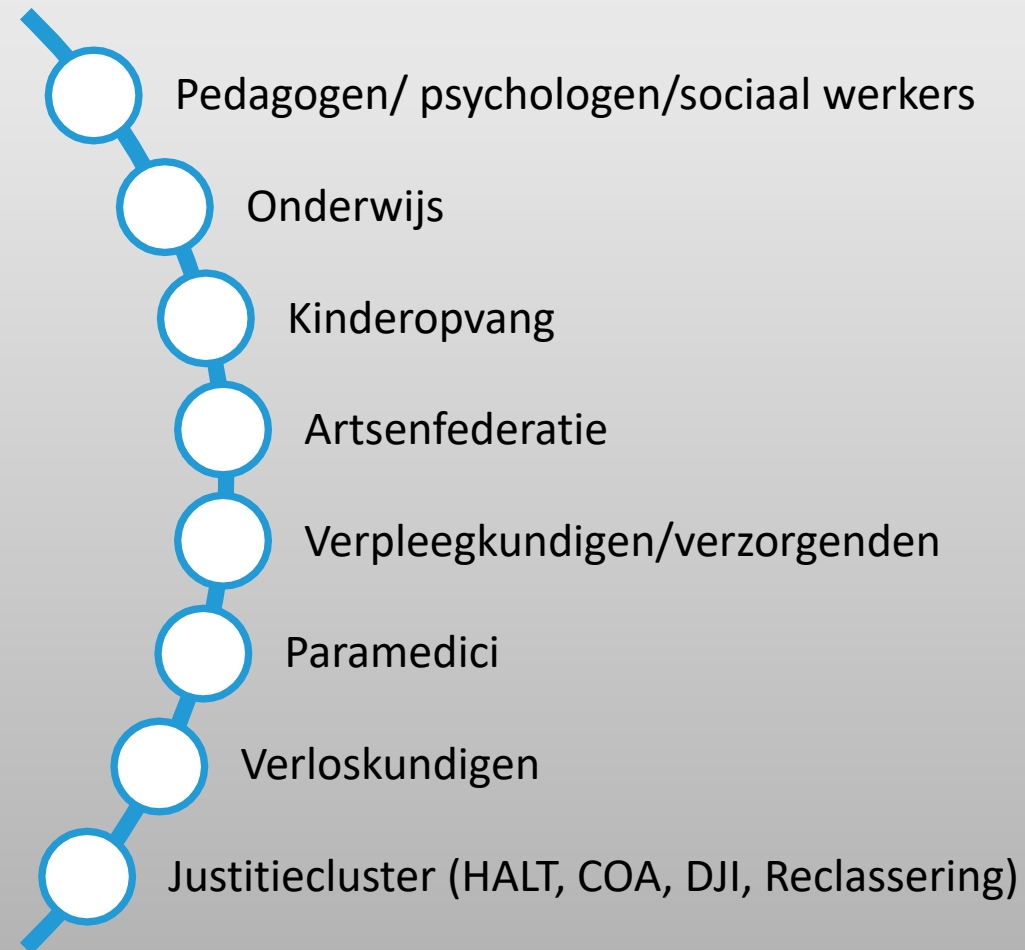 Pedagogen/ psychologen/sociaal werkers
Onderwijs
Kinderopvang
Artsenfederatie
Verpleegkundigen/verzorgenden
Paramedici
Verloskundigen
Justitiecluster (HALT, COA, DJI, Reclassering)